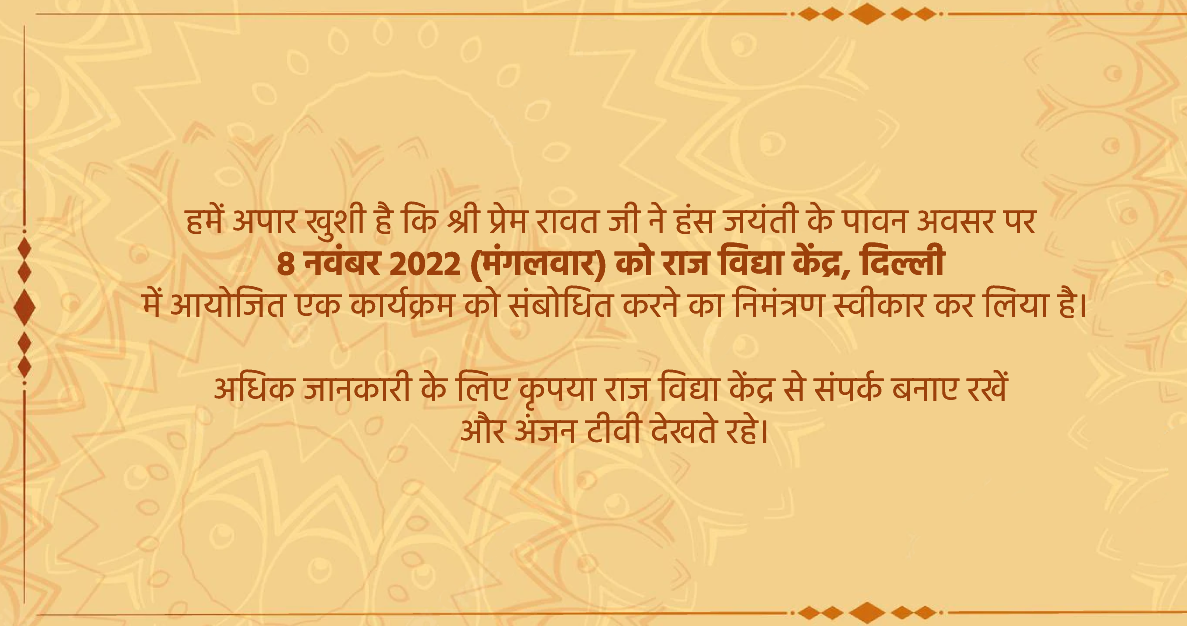 हमें अपार खुशी है कि श्री प्रेम रावत जी ने हंस जयंती के पावन अवसर पर
8 नवंबर 2022 (मंगलवार) को राज विद्या केंद्र, दिल्ली
में आयोजित एक कार्यक्रम को संबोधित करने का निमंत्रण स्वीकार कर लिया है।
अधिक जानकारी के लिए कृपया राज विद्या केंद्र से संपर्क बनाए रखें
और अंजन टीवी देखते रहे।